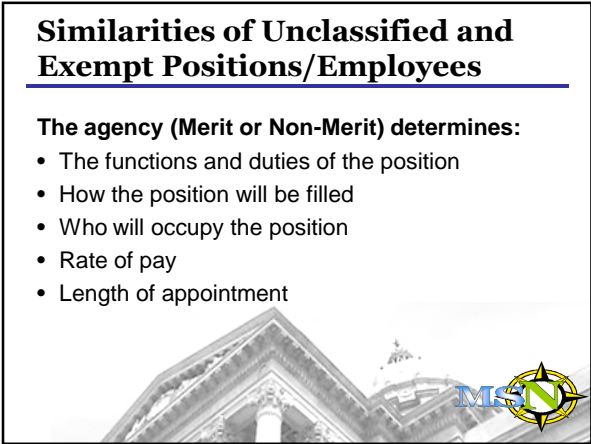 Similarities of Unclassified and
Exempt Positions/Employees
The agency (Merit or Non-Merit) determines:
• The functions and duties of the position
• How the position will be filled
• Who will occupy the position
• Rate of pay
• Length of appointment
MSN